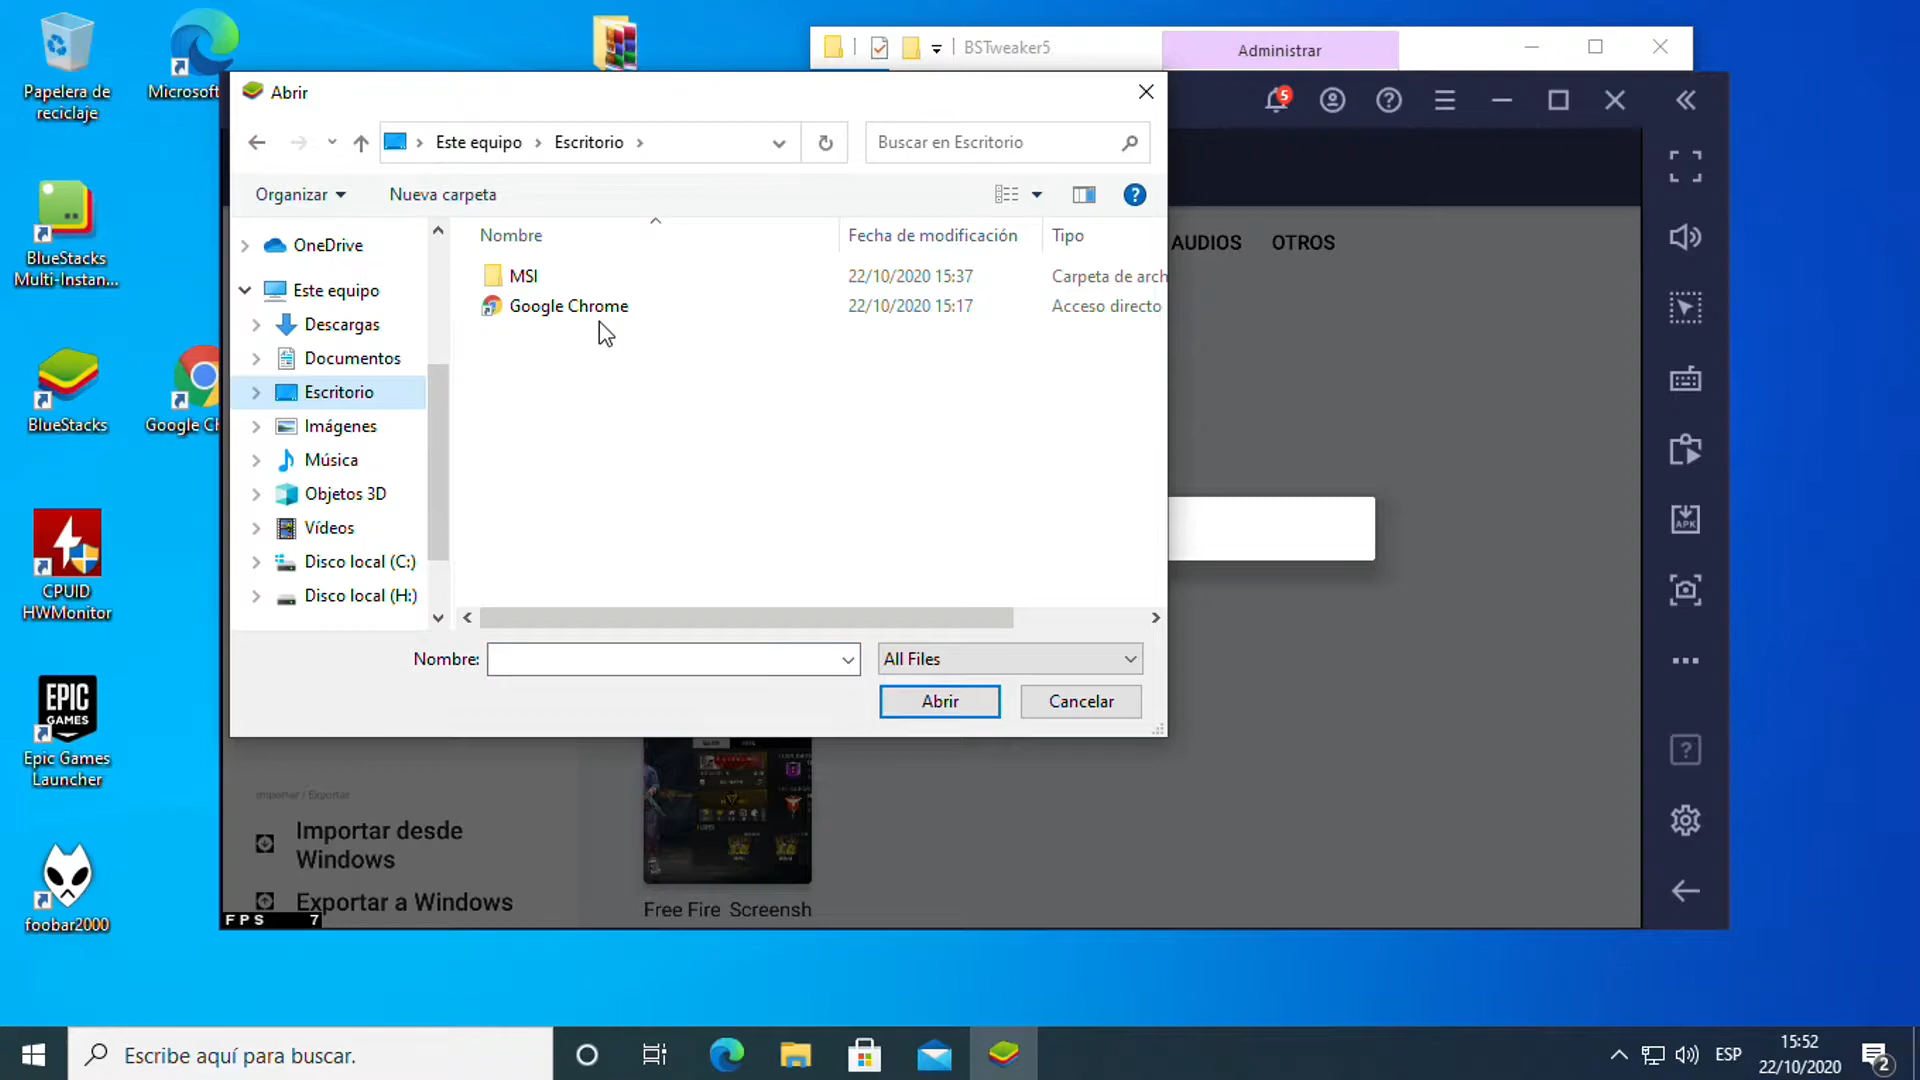 Papelera de
reciclaje
Microsoft
BSTweaker5
Administrar
Abrir
5
Este equipo
Escritorio
Buscar en Escritorio
Organizar
Nueva carpeta
Nombre
Fecha de modificación
Tipo
MSI
22/10/2020 15:37
Carpeta de arch
Google Chrome
22/10/2020 15:17
Acceso directo
OneDrive
Este equipo
Descargas
Documentos
Escritorio
Imágenes
Música
Objetos 3D
Vídeos
Disco local (C:)
Disco local (H:)
Nombre:
All Files
Abrir
Cancelar
AUDIOS
OTROS
APK
BlueStacks
Multi-Instan...
BlueStacks
Google Ch
CPUID
HWMonitor
EPIC
GAMES
Epic Games
Launcher
foobar2000
Importar / Exportar
Importar desde
Windows
Exportar a Windows
Free Fire Screensh
FPS 7
Escribe aquí para buscar.
ESP
15:52
22/10/2020
2